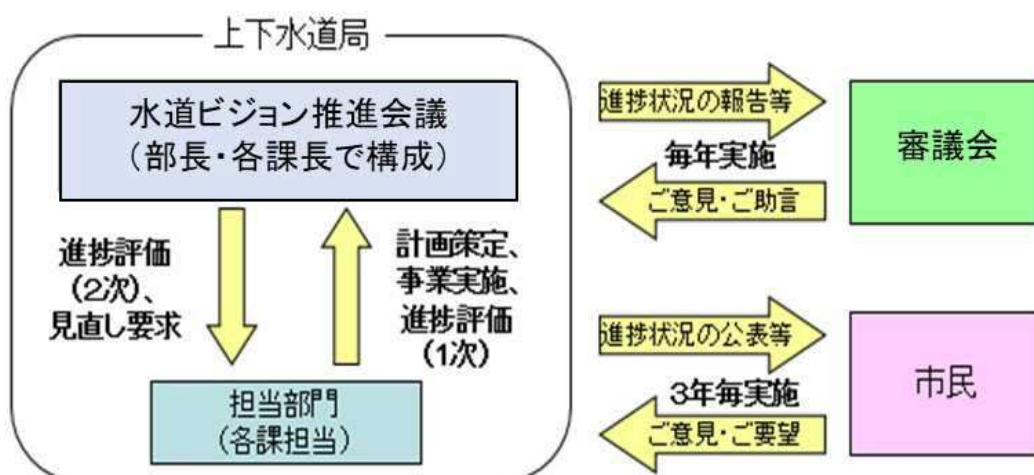 上下水道局
水道ビジョン推進会議
（部長・各課長で構成）
進捗評価
(2次)、
見直し要求
計画策定、
事業実施、
進捗評価
(1次)
担当部門
(各課担当)
進捗状況の報告等
毎年実施
ご意見・ご助言
審議会
進捗状況の公表等
3年毎実施
ご意見・ご要望
市民